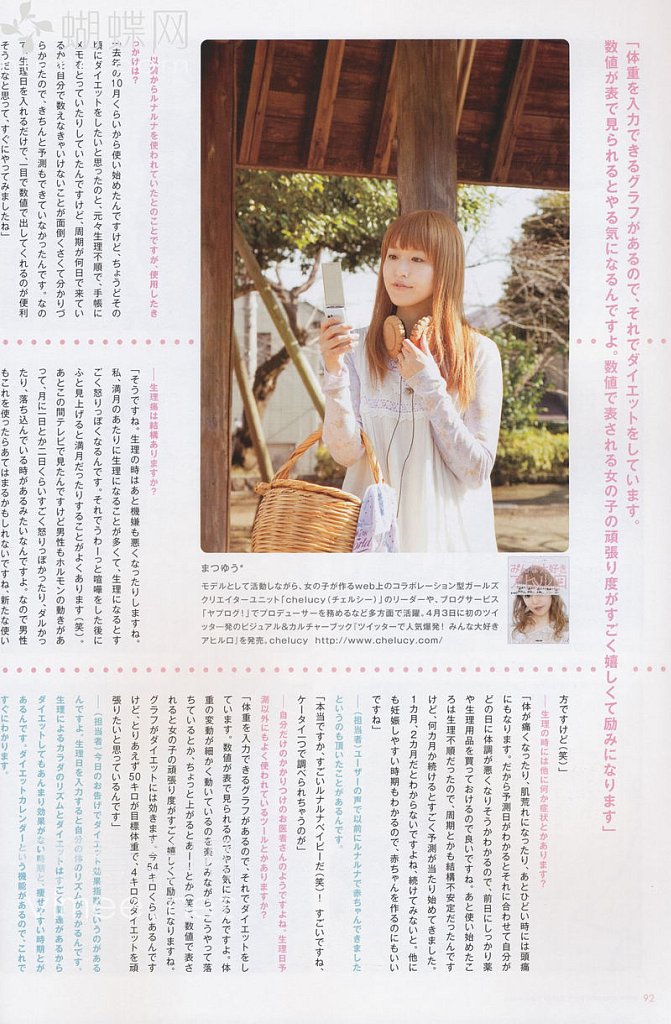 蝴蝶网
「体重を入力できるグラフがあるので、それでダイエットをしています。
数値が表で見られるとやる気になるんですよ。数値で表される女の子の頑張り度がすごく嬉しくて励みになります」
使用したき
っかけは？
「去年の10月くらいから使い始めたんですけど、ちょうどその
頃にダイエットをしたいと思ったのと、元々生理不順で、手帳に
メモをとっていたりしていたんですけど、周期が何日で来てい
るかを自分で数えなきゃいけないことが面倒くさくて分かりづ
らかったので、きちんと予測もできていなかったんです。なの
で、生理日を入れるだけで、一目で数値で出してくれるのが便利
そうだなと思って、すぐにやってみましたね」
まつゆう*
モデルとして活動しながら、女の子が作るweb上のコラボレーション型ガールズ
クリエイターユニット「chelucy（チェルシー）」のリーダーや、ブログサービス
「ヤプログ！」でプロデューサーを務めるなど多方面で活躍。4月3日に初のツイ
ッター発のビジュアル&カルチャーブック「ツイッターで人気爆発！ みんな大好き
アヒル口」を発売。chelucy http://www.chelucy.com/
── 生理痛は結構ありますか？
「そうですね。生理の時はあと機嫌も悪くなったりしますね。
私、満月のあたりに生理になることが多くて、生理になるとす
ごく怒りっぽくなるんです。それでうわーっと喧嘩をした後に
ふと見上げると満月だったりすることがよくあります（笑）。
あとこの間テレビで見たんですけど男性もホルモンの動きがあ
って、月に一日とか二日くらいすごく怒りっぽかったり、ダルかっ
たり、落ち込んでいる時があるみたいなんですよ。なので男性
もこれを使ったらあてはまるかもしれないですね。新たな使い
方ですけど（笑）」
── 生理の時には他に何か症状とかあります？
「体が痛くなったり、肌荒れになったり、あとひどい時には頭痛
にもなります。だから予測日がわかるとそれに合わせて自分が
どの日に体調が悪くなりそうかわかるので、前日にしっかり薬
や生理用品を買っておけるので良いですね。あと使い始めたこ
ろは生理不順だったので、周期とかも結構不安定だったんです
けど、何カ月か続けるとすごく予測が当たり始めてきました。
1カ月、2カ月だとわからないですよね、続けてみないと。他に
も妊娠しやすい時期もわかるので、赤ちゃんを作るのにもいい
ですね」
──（担当者）ユーザーの声で以前にルナルナで赤ちゃんできました
というのも頂いたことがあるんです。
「本当ですか、すごいルナルナベイビーだ（笑）！ すごいですね、
ケータイ一つで調べられちゃうのが」
── 自分だけのかかりつけのお医者さんのようですよね。生理日予
測以外にもよく使われているツールとかありますか？
「体重を入力できるグラフがあるので、それでダイエットをし
ています。数値が表で見られるのでやる気になるんですよ。体
重の変動が細かく動いているのを楽しみながら、こうやって落
ちているとか、ちょっと上がるとあー！とか（笑）。数値で表さ
れると女の子の頑張り度がすごく嬉しくて励みになりますね。
グラフがダイエットには効きます。今54キロくらいあるんです
けど、とりあえず50キロが目標体重で、4キロのダイエットを頑
張りたいと思っているんです」
──（担当者）今日のお告げでダイエット効果指数というのがある
んですよ。生理日を入力すると自分の体のリズムとが分かるんです。
生理によるカラダのリズムとダイエットはすごく関連があるから
ダイエットしてもあんまり効果がない時期と、痩せやすい時期とが
あるんです。ダイエットカレンダーという機能があるので、これで
すぐにわかります。
92